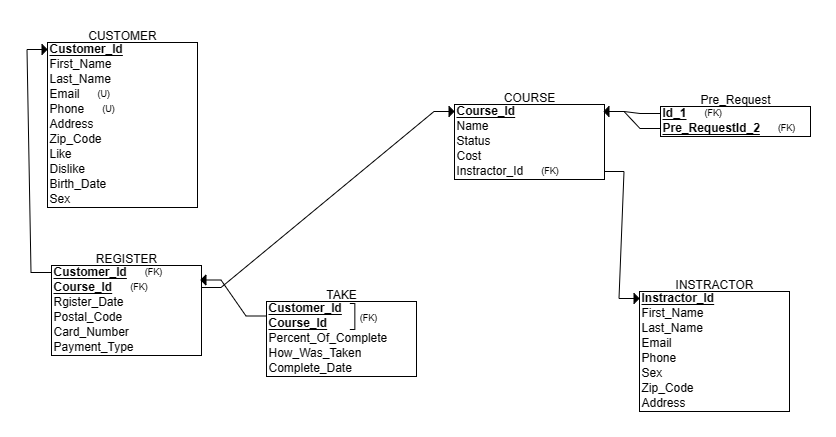 CUSTOMER
Customer_Id
First_Name
Last_Name
Email (U)
Phone (U)
Address
Zip_Code
Like
Dislike
Birth_Date
Sex
COURSE
Course_Id
Name
Status
Cost
Instractor_Id (FK)
Pre_Request
Id_1 (FK)
Pre_RequestId_2 (FK)
REGISTER
Customer_Id (FK)
Course_Id (FK)
Rgister_Date
Postal_Code
Card_Number
Payment_Type
TAKE
Customer_Id
Course_Id
(FK)
Percent_Of_Complete
How_Was_Taken
Complete_Date
INSTRACTOR
Instractor_Id
First_Name
Last_Name
Email
Phone
Sex
Zip_Code
Address